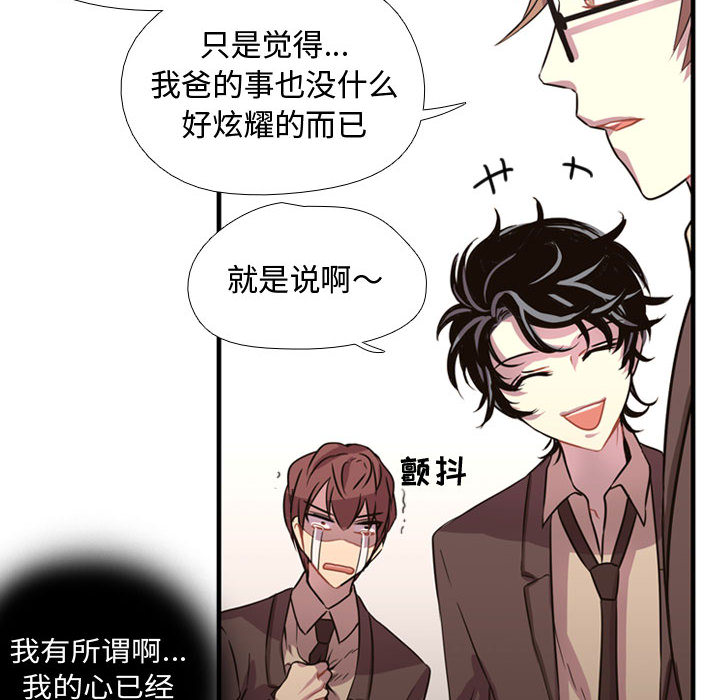 只是觉得...
我爸的事也没什么
好炫耀的而已
就是说啊～
颤抖
我有所谓啊...
我的心已经